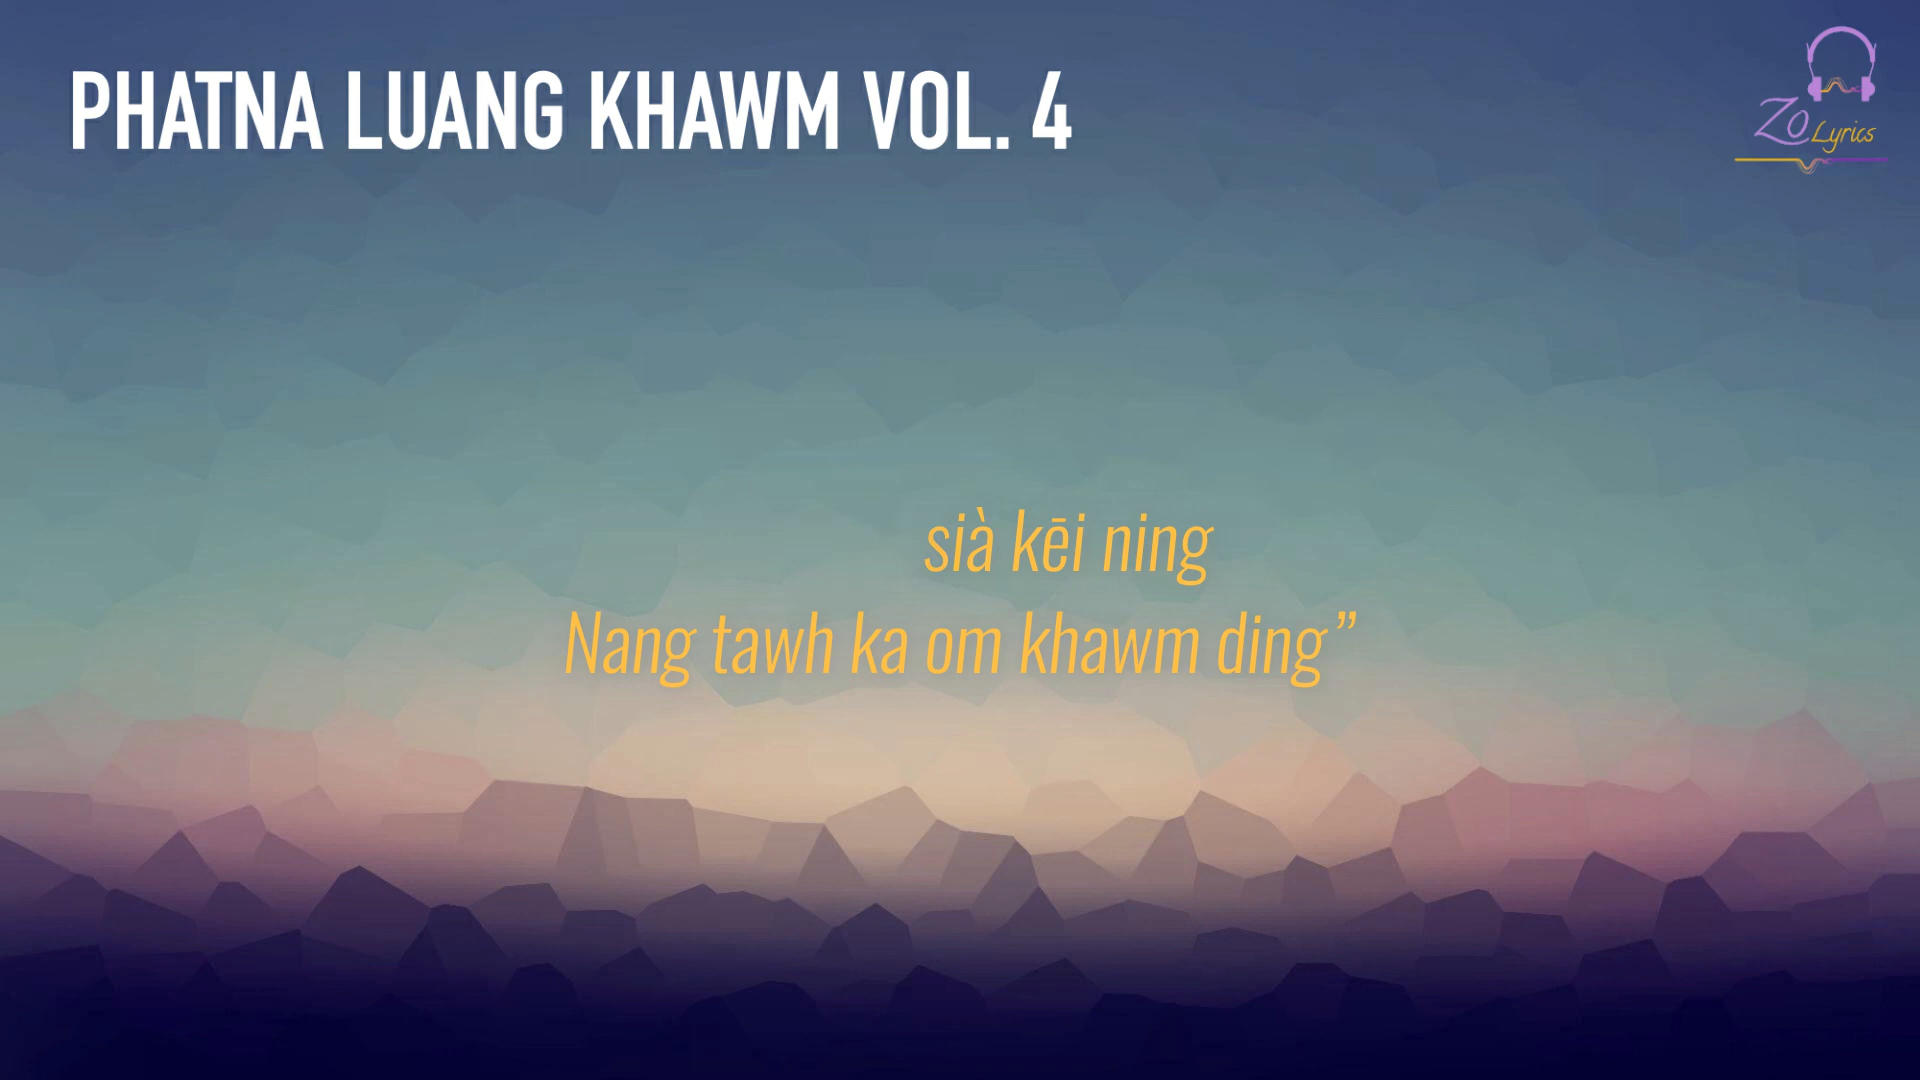 PHATNA LUANG KHAWM VOL. 4
Zo Lyrics
sià kēi ning
Nang tawh ka om khawm ding”